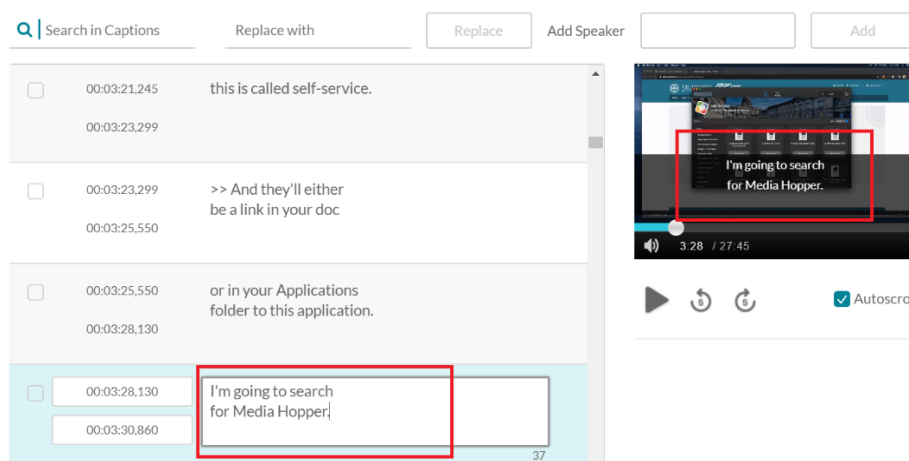 Search in Captions
Replace with
Replace
Add Speaker
Add
00:03:21,245
this is called self-service.
00:03:23,299
00:03:23,299
>> And they'll either
be a link in your doc
00:03:25,550
00:03:25,550
or in your Applications
folder to this application.
00:03:28,130
00:03:28,130
I'm going to search
for Media Hopper.
00:03:30,860
37
I'm going to search
for Media Hopper.
3:28 / 27:45
5
5
Autoscro